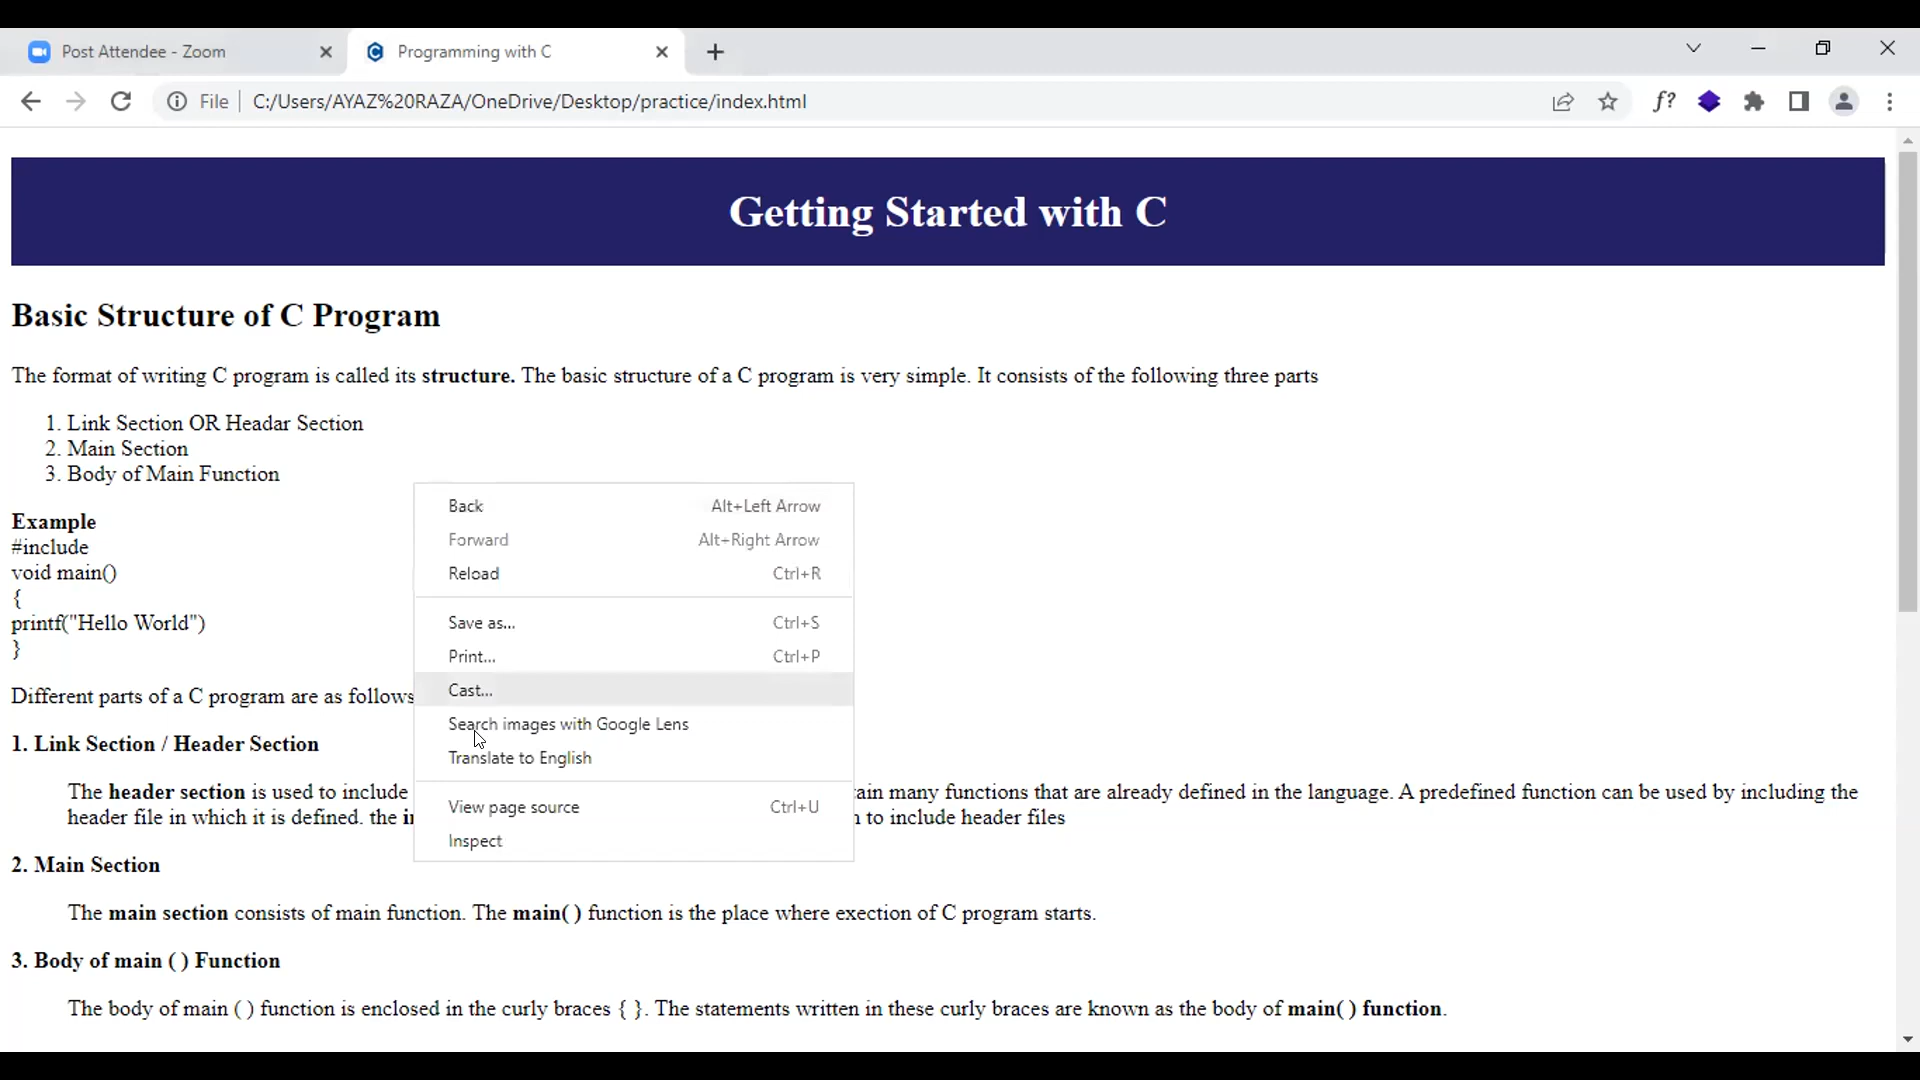 Post Attendee - Zoom
Programming with C
File C:/Users/AYAZ%20RAZA/OneDrive/Desktop/practice/index.html
f?
Getting Started with C
Basic Structure of C Program
The format of writing C program is called its structure. The basic structure of a C program is very simple. It consists of the following three parts
1. Link Section OR Headar Section
2. Main Section
3. Body of Main Function
Example
#include
void main()
{
printf("Hello World")
}
Different parts of a C program are as follows
1. Link Section / Header Section
The header section is used to include ain many functions that are already defined in the language. A predefined function can be used by including the
header file in which it is defined. the to include header files
2. Main Section
The main section consists of main function. The main( ) function is the place where exection of C program starts.
3. Body of main ( ) Function
The body of main ( ) function is enclosed in the curly braces { }. The statements written in these curly braces are known as the body of main( ) function.
Back Alt+Left Arrow
Forward Alt+Right Arrow
Reload Ctrl+R
Save as... Ctrl+S
Print... Ctrl+P
Cast...
Search images with Google Lens
Translate to English
View page source Ctrl+U
Inspect